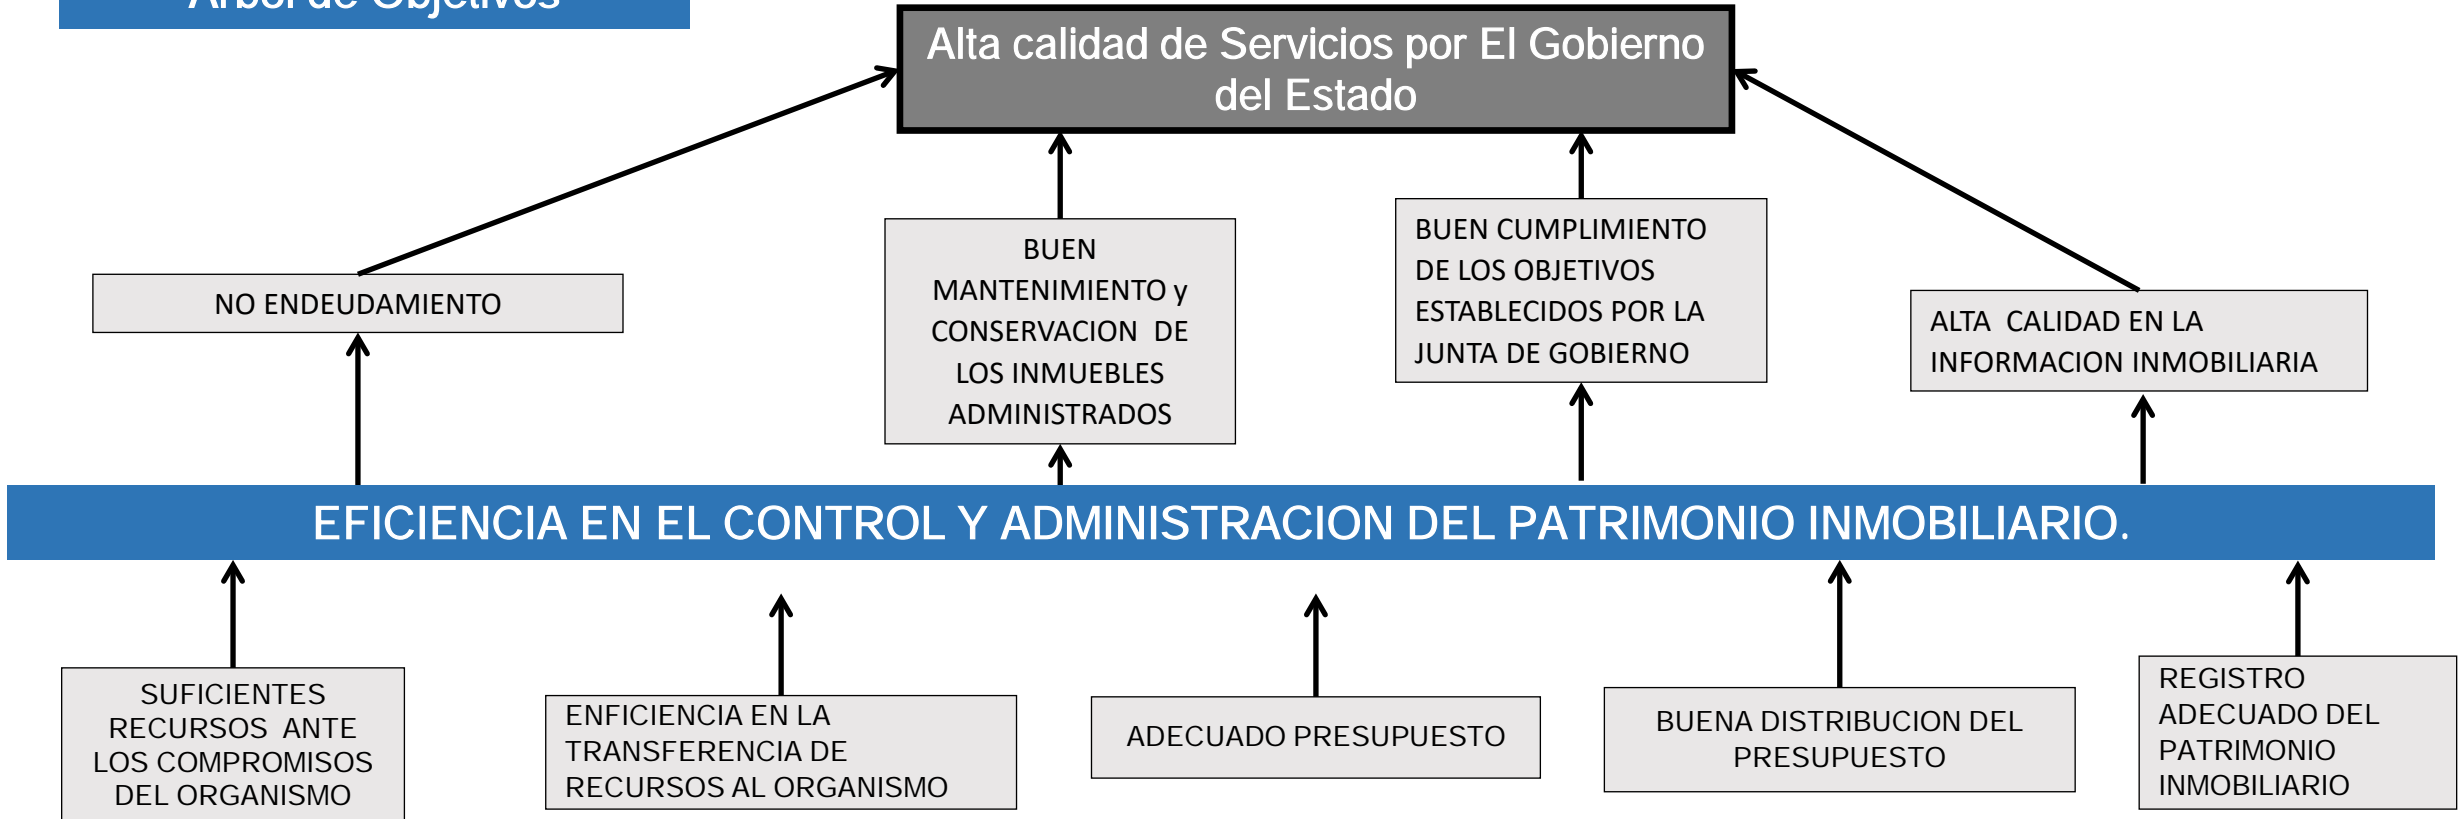 Árbol de Objetivos
Alta calidad de Servicios por El Gobierno
del Estado
NO ENDEUDAMIENTO
BUEN
MANTENIMIENTO y
CONSERVACION DE
LOS INMUEBLES
ADMINISTRADOS
BUEN CUMPLIMIENTO
DE LOS OBJETIVOS
ESTABLECIDOS POR LA
JUNTA DE GOBIERNO
ALTA CALIDAD EN LA
INFORMACION INMOBILIARIA
EFICIENCIA EN EL CONTROL Y ADMINISTRACION DEL PATRIMONIO INMOBILIARIO.
SUFICIENTES
RECURSOS ANTE
LOS COMPROMISOS
DEL ORGANISMO
ENFICIENCIA EN LA
TRANSFERENCIA DE
RECURSOS AL ORGANISMO
ADECUADO PRESUPUESTO
BUENA DISTRIBUCION DEL
PRESUPUESTO
REGISTRO
ADECUADO DEL
PATRIMONIO
INMOBILIARIO